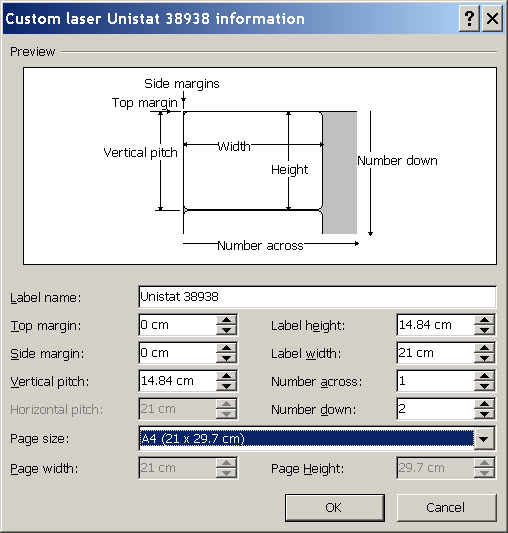 Custom laser Unistat 38938 information
Preview
Side margins
Top margin
Vertical pitch
Width
Height
Number down
Number across
Label name: Unistat 38938
Top margin: 0 cm Label height: 14.84 cm
Side margin: 0 cm Label width: 21 cm
Vertical pitch: 14.84 cm Number across: 1
Horizontal pitch: 21 cm Number down: 2
Page size: A4 (21 x 29.7 cm)
Page width: 21 cm Page Height: 29.7 cm
OK Cancel